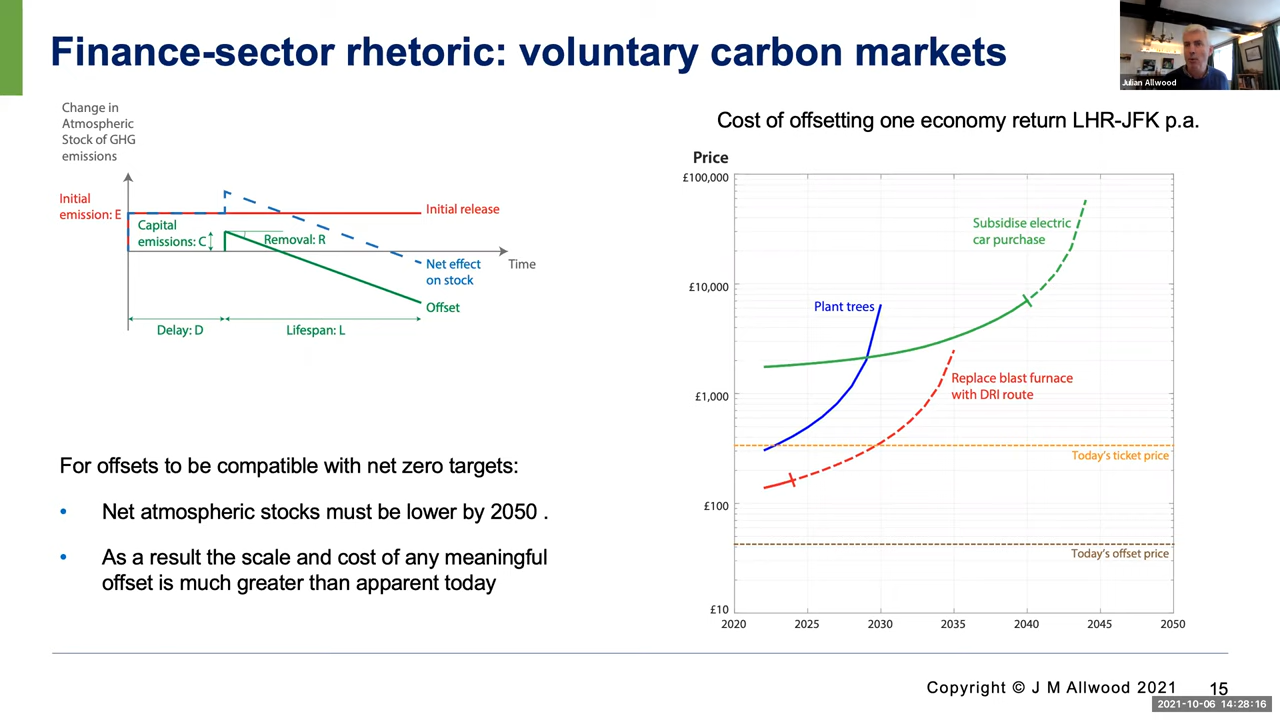 Finance-sector rhetoric: voluntary carbon markets
Julian Allwood
Change in
Atmospheric
Stock of GHG
emissions
Initial
emission: E
Capital
emissions: C
Removal: R
Initial release
Net effect
on stock
Time
Offset
Delay: D
Lifespan: L
For offsets to be compatible with net zero targets:
• Net atmospheric stocks must be lower by 2050 .
• As a result the scale and cost of any meaningful
offset is much greater than apparent today
Cost of offsetting one economy return LHR-JFK p.a.
Price
£100,000
£10,000
£1,000
£100
£10
Subsidise electric
car purchase
Plant trees
Replace blast furnace
with DRI route
Today's ticket price
Today's offset price
2020
2025
2030
2035
2040
2045
2050
Copyright © J M Allwood 2021
15
2021-10-06 14:28:16